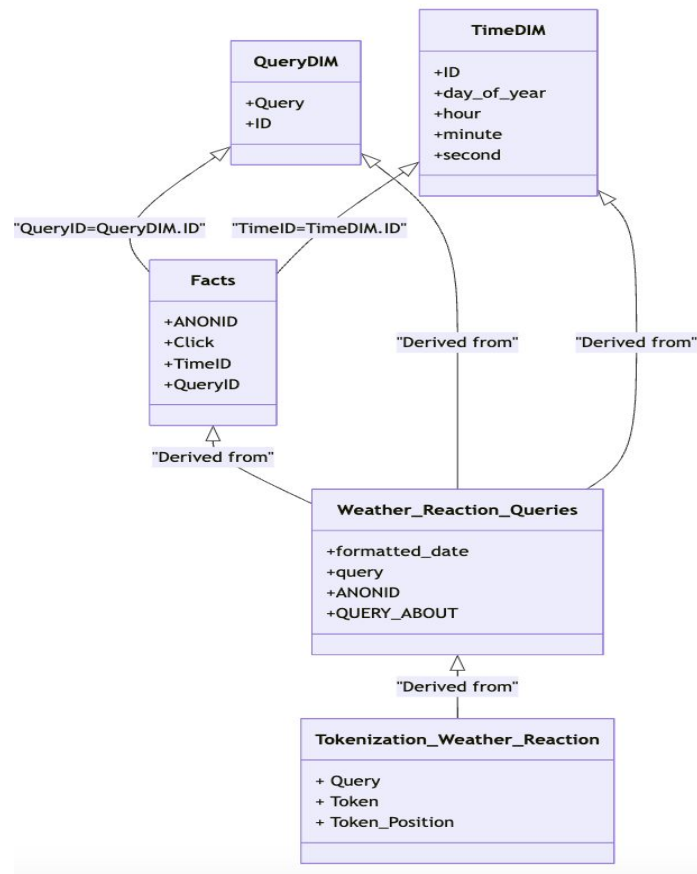 TimeDIM
+ID
+day_of_year
+hour
+minute
+second
QueryDIM
+Query
+ID
"QueryID=QueryDIM.ID"
"TimeID=TimeDIM.ID"
Facts
+ANONID
+Click
+TimeID
+QueryID
"Derived from"
"Derived from"
"Derived from"
Weather_Reaction_Queries
+formatted_date
+query
+ANONID
+QUERY_ABOUT
"Derived from"
Tokenization_Weather_Reaction
+ Query
+ Token
+ Token_Position